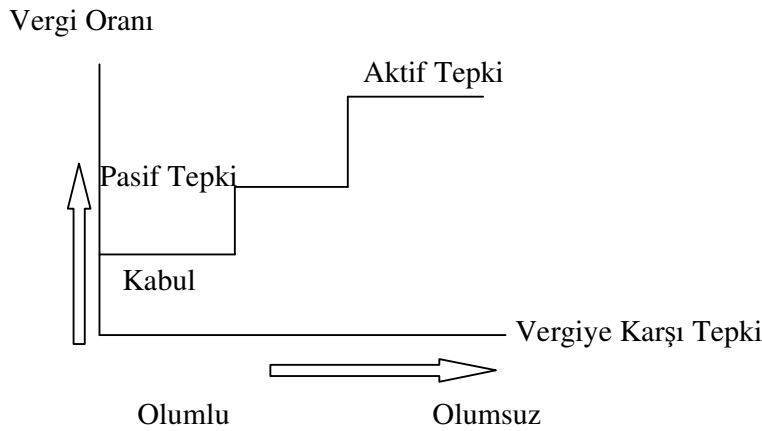 Vergi Oranı
Aktif Tepki
Pasif Tepki
Kabul
Vergiye Karşı Tepki
Olumlu Olumsuz